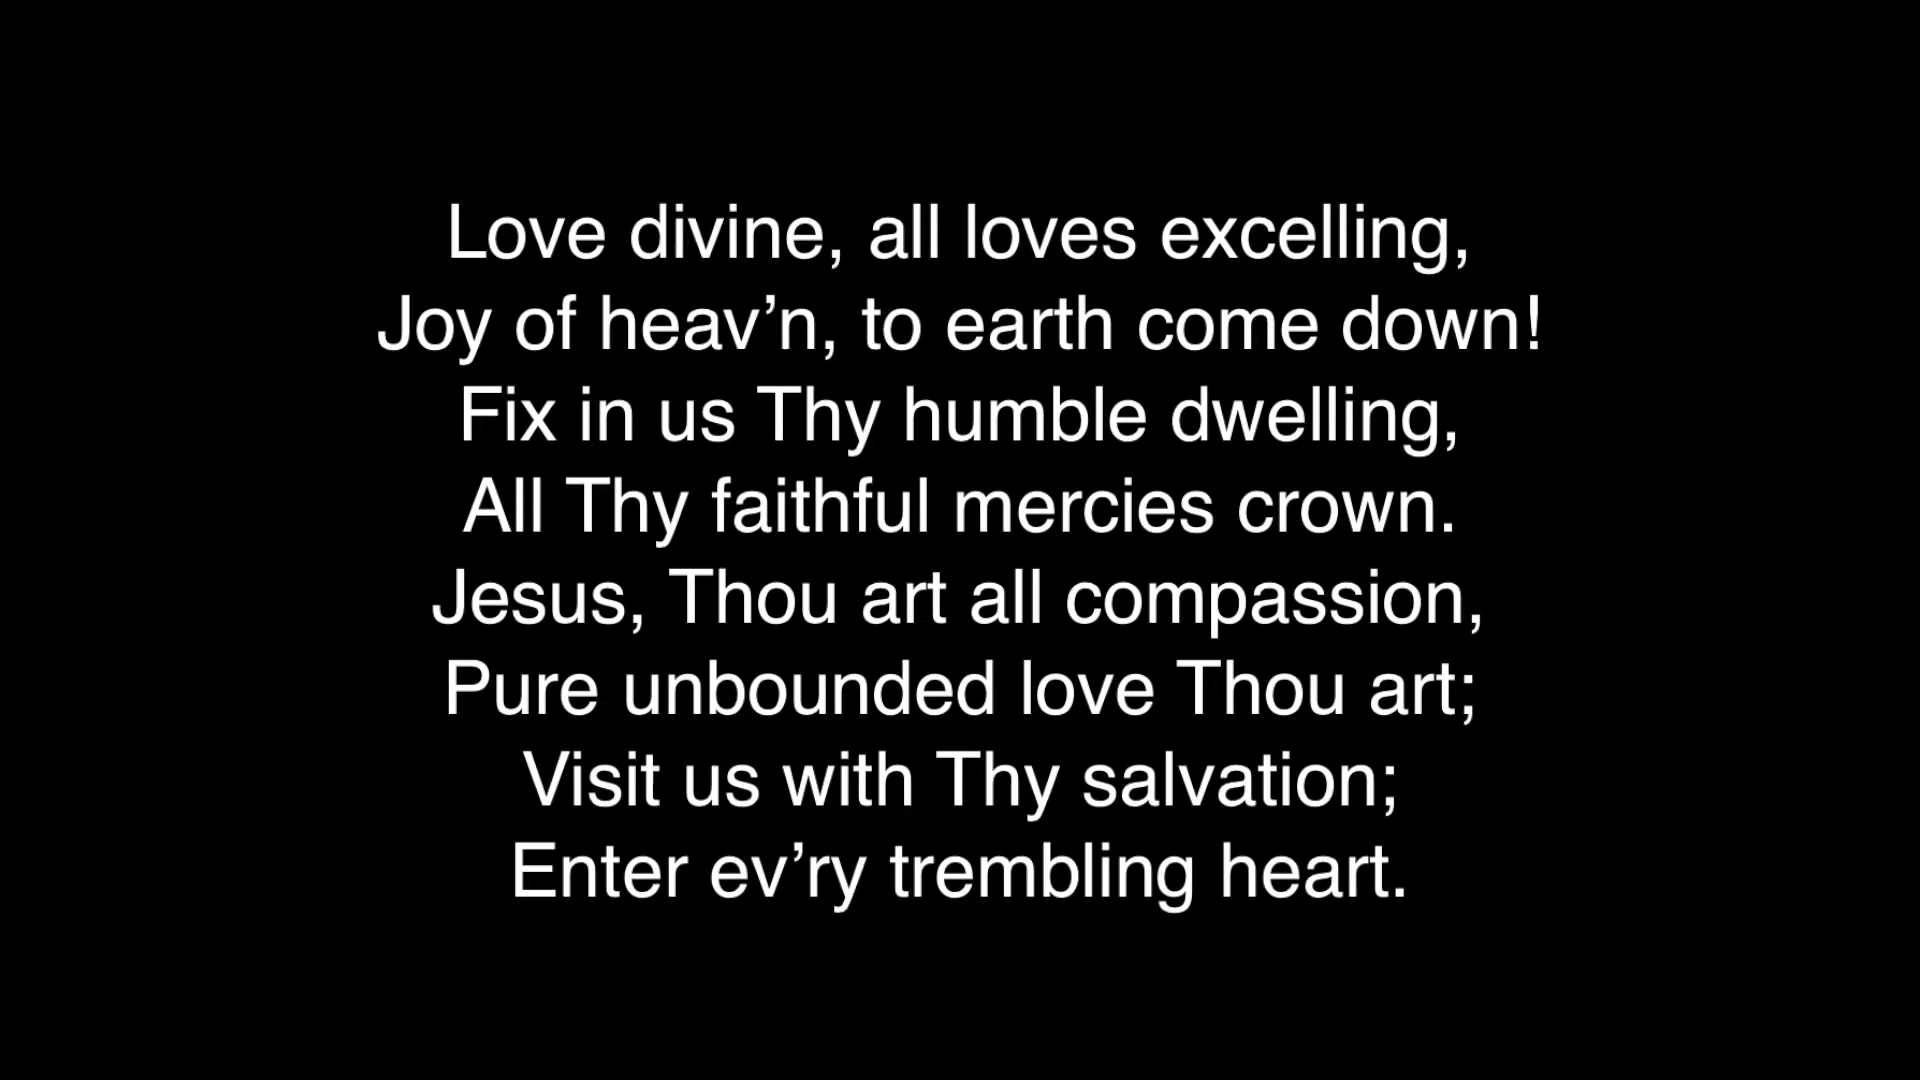 Love divine, all loves excelling,
Joy of heav’n, to earth come down!
Fix in us Thy humble dwelling,
All Thy faithful mercies crown.
Jesus, Thou art all compassion,
Pure unbounded love Thou art;
Visit us with Thy salvation;
Enter ev’ry trembling heart.